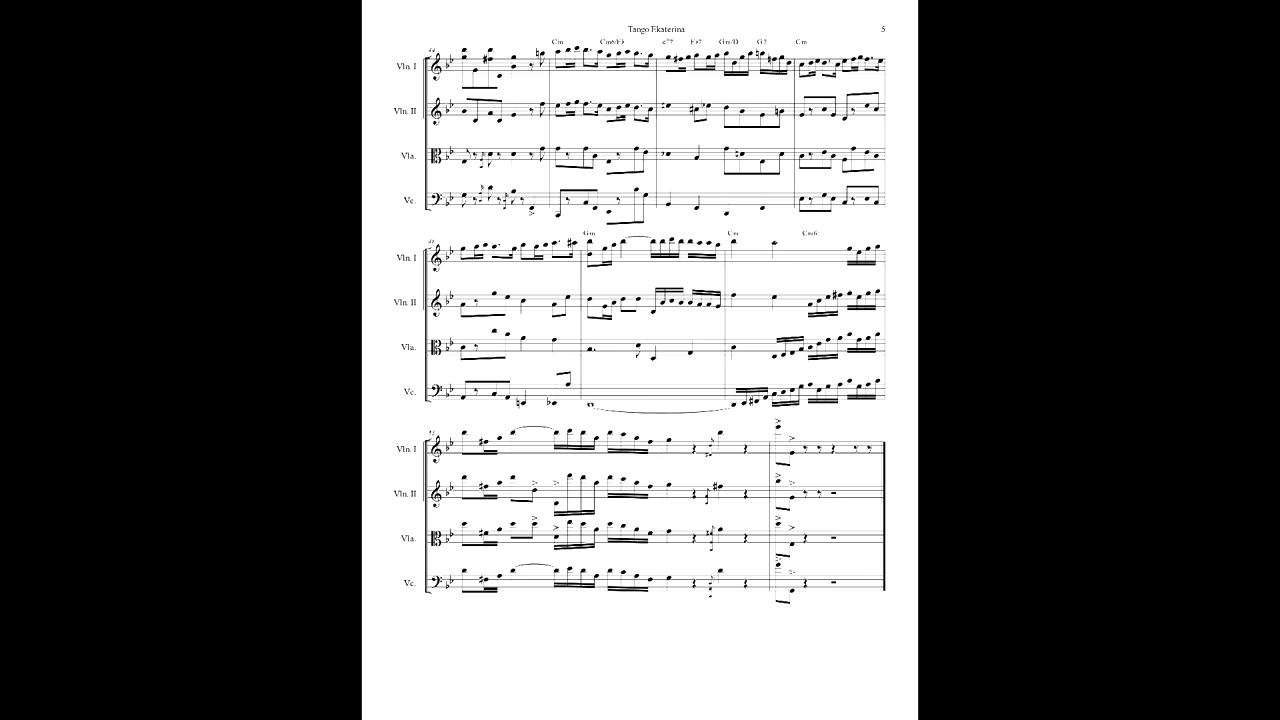 Tango Ekaterina 5
Cm Cm6/E♭ Gm/D G7 Cm
Vln. I
Vln. II
Vla.
Vc.
Gm Cm Cm6
Vln. I
Vln. II
Vla.
Vc.
Vln. I
Vln. II
Vla.
Vc.